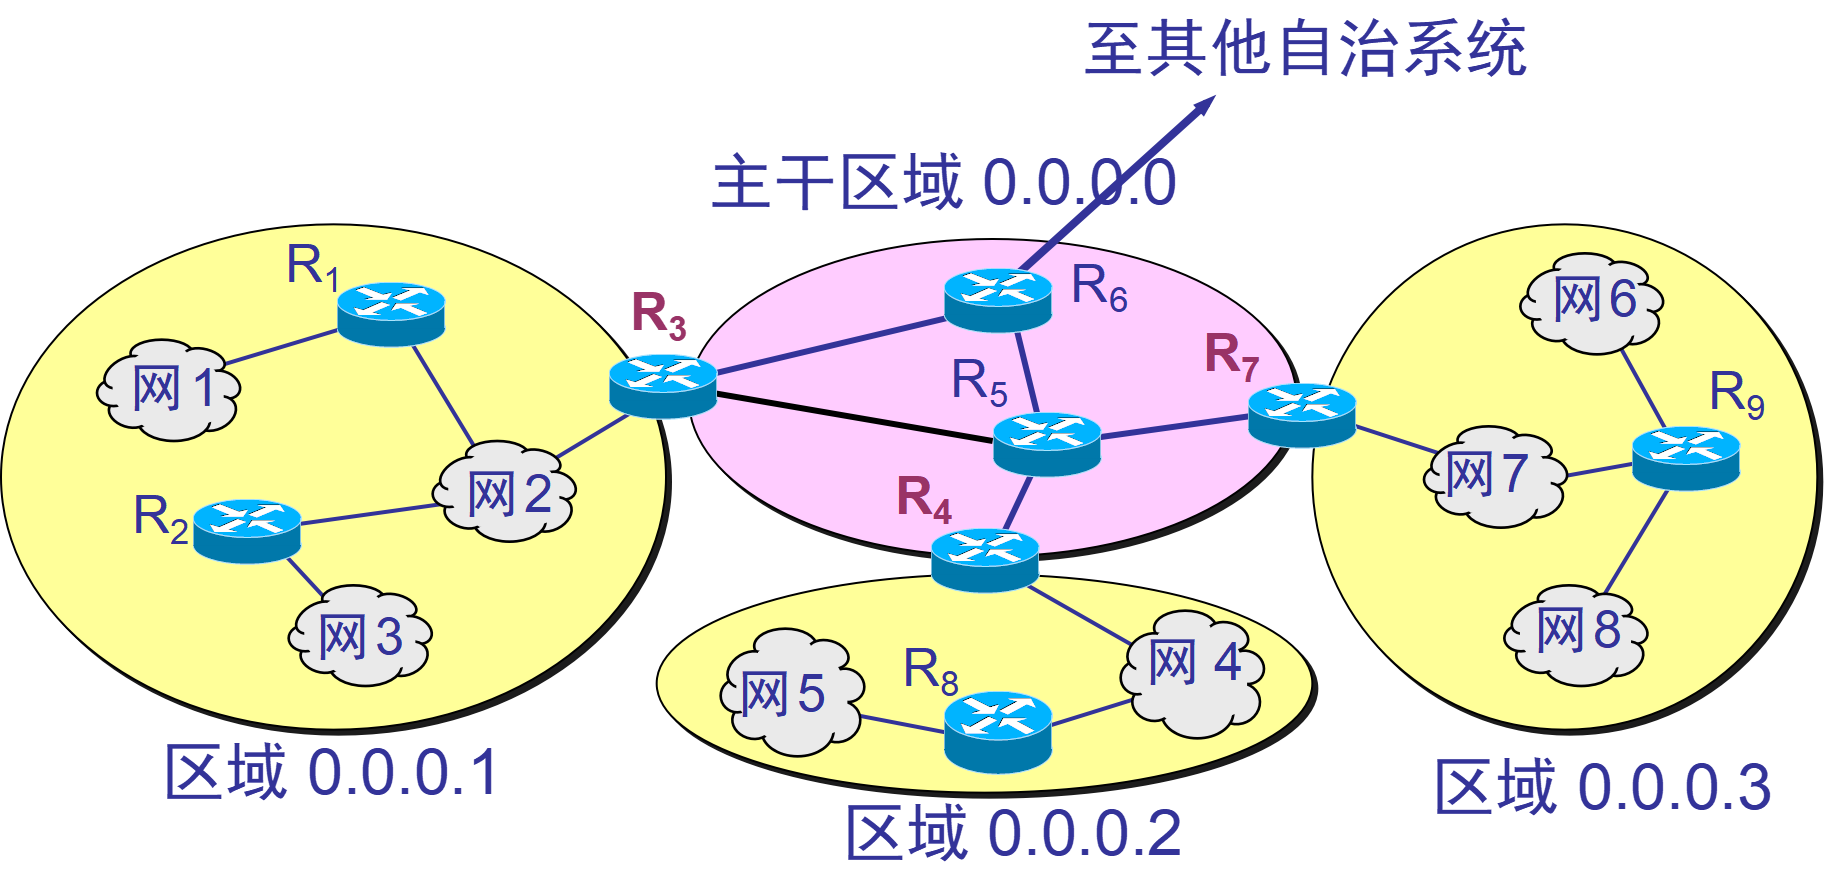 至其他自治系统
主干区域 0.0.0.0
R1
R3
R6
网1
R5
R7
网6
R9
网2
R2
R4
网7
网3
R8
网5
网 4
网8
区域 0.0.0.1
区域 0.0.0.2
区域 0.0.0.3